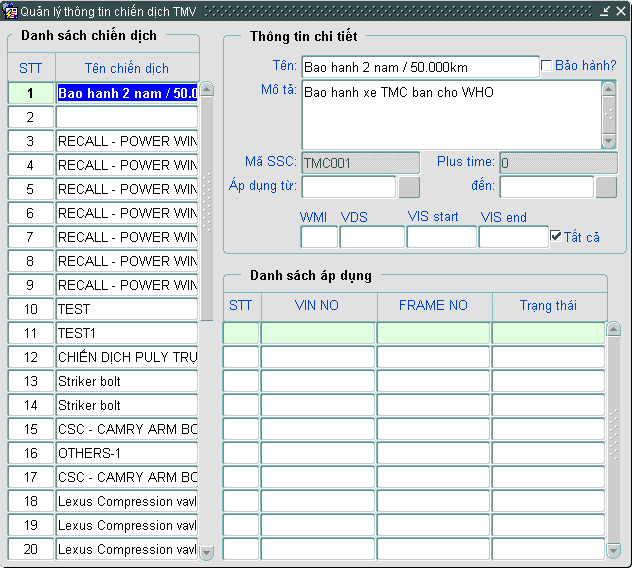 Quản lý thông tin chiến dịch TMV
Danh sách chiến dịch
STT Tên chiến dịch
1 Bao hanh 2 nam / 50.0
2
3 RECALL - POWER WIN
4 RECALL - POWER WIN
5 RECALL - POWER WIN
6 RECALL - POWER WIN
7 RECALL - POWER WIN
8 RECALL - POWER WIN
9 RECALL - POWER WIN
10 TEST
11 TEST1
12 CHIẾN DỊCH PULY TRỤ
13 Striker bolt
14 Striker bolt
15 CSC - CAMRY ARM BO
16 OTHERS-1
17 CSC - CAMRY ARM BO
18 Lexus Compression vavl
19 Lexus Compression vavl
20 Lexus Compression vavl
Thông tin chi tiết
Tên: Bao hanh 2 nam / 50.000km Bảo hành?
Mô tả: Bao hanh xe TMC ban cho WHO
Mã SSC: TMC001 Plus time: 0
Áp dụng từ: đến:
WMI VDS VIS start VIS end
Tất cả
Danh sách áp dụng
STT VIN NO FRAME NO Trạng thái